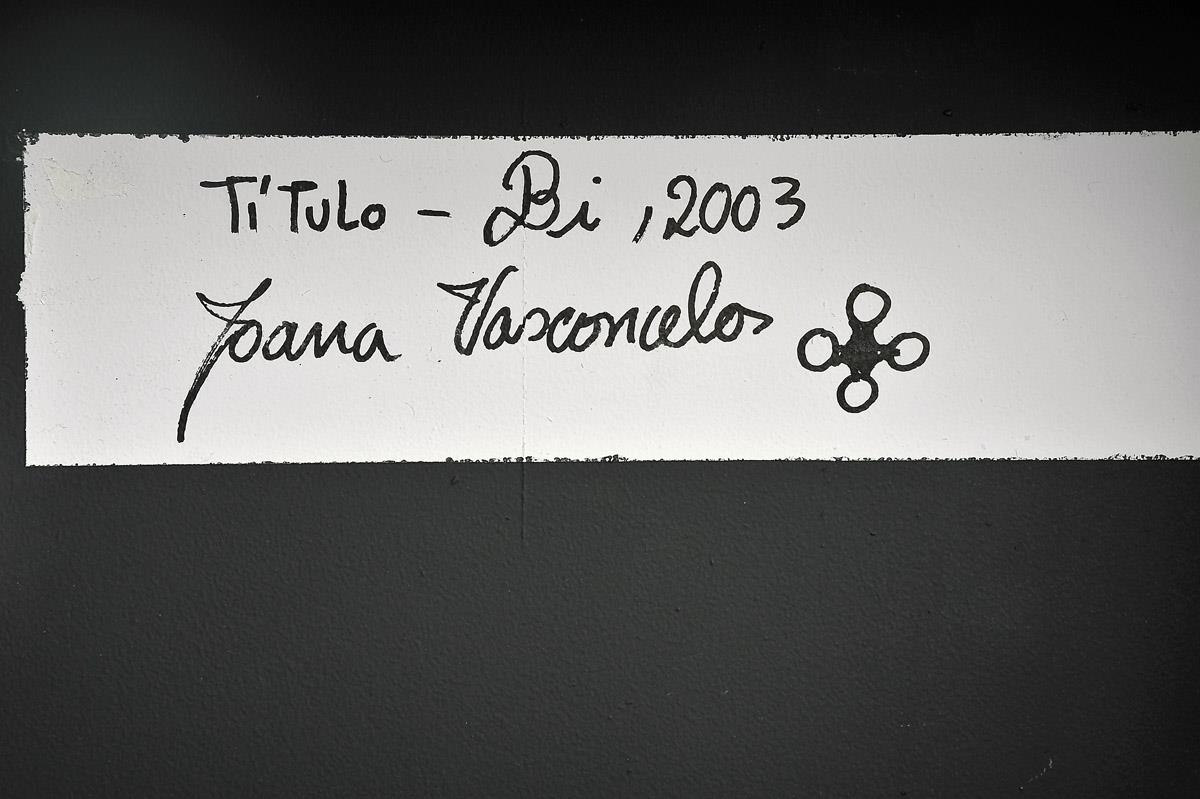 Título - Bi, 2003
Joana Vasconcelos